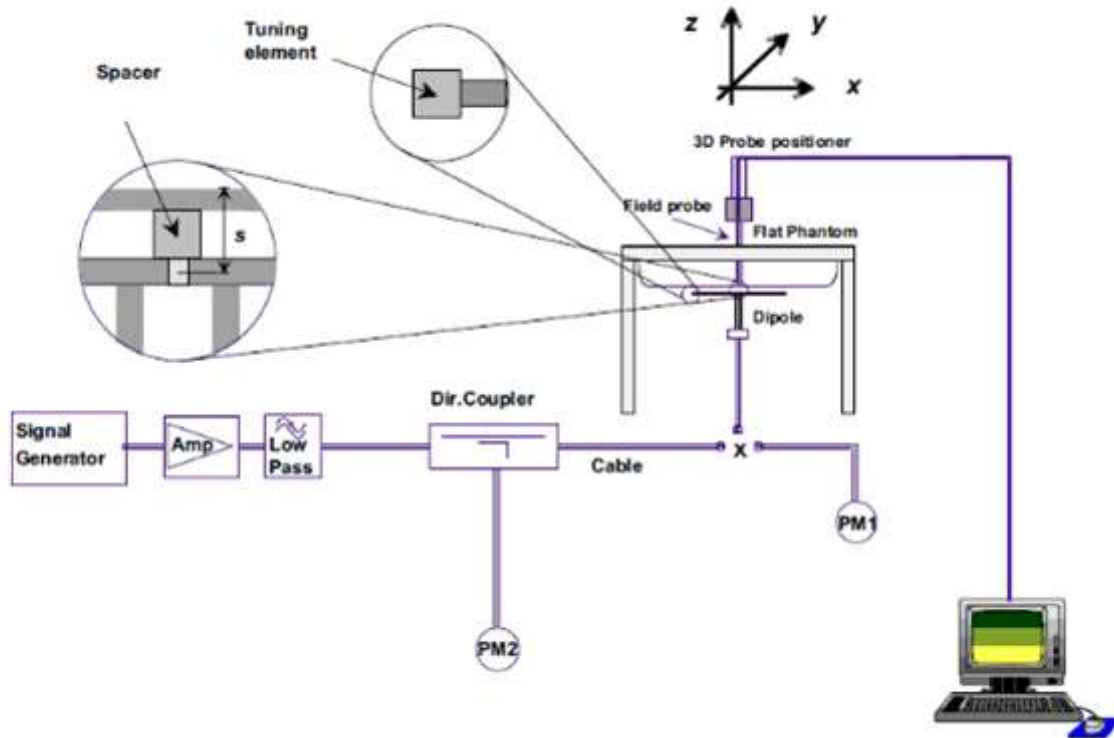 Tuning
element
Spacer
s
z
y
x
3D Probe positioner
Field probe
Flat Phantom
Dipole
Dir.Coupler
Signal
Generator
Amp
Low
Pass
Cable
X
PM1
PM2